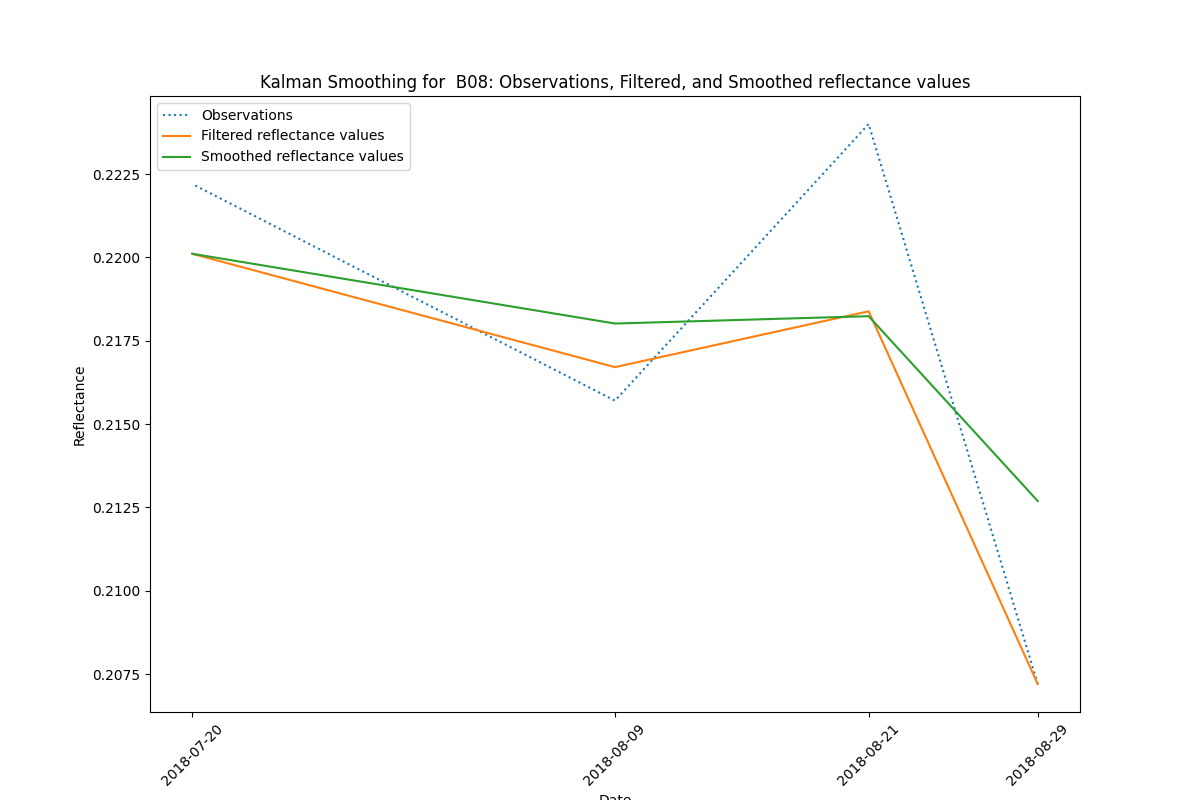 Kalman Smoothing for  B08: Observations, Filtered, and Smoothed reflectance values
Observations
Filtered reflectance values
Smoothed reflectance values
0.2225
0.2200
0.2175
0.2150
0.2125
0.2100
0.2075
Reflectance
2018-07-20
2018-08-09
2018-08-21
2018-08-29
Date